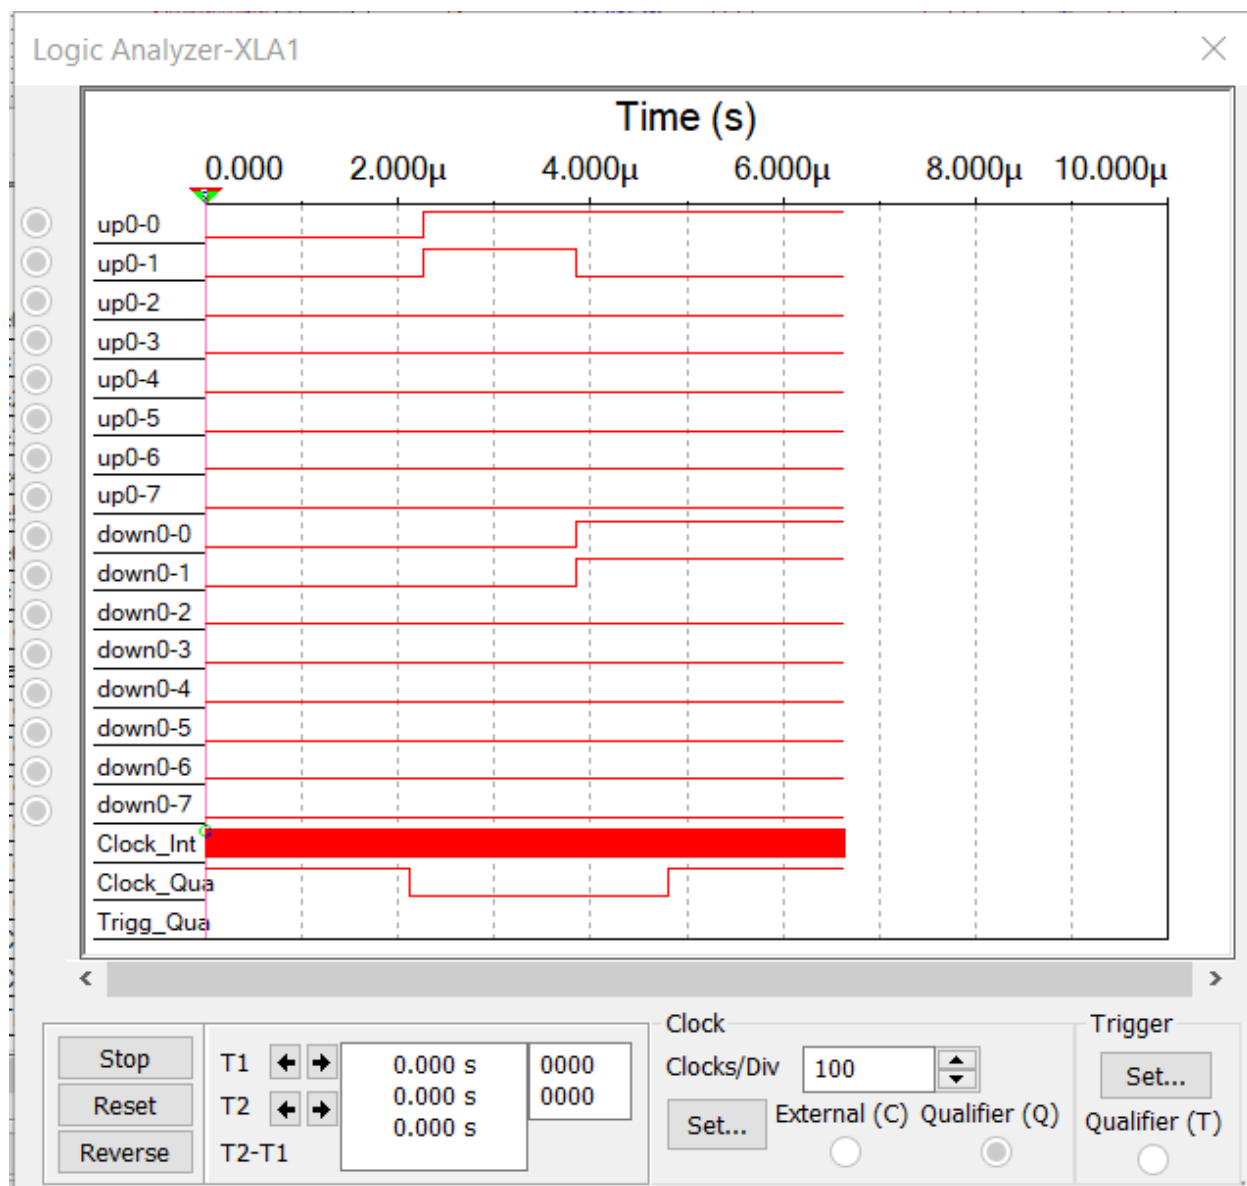 Logic Analyzer-XLA1
Time (s)
0.000 2.000µ 4.000µ 6.000µ 8.000µ 10.000µ
up0-0
up0-1
up0-2
up0-3
up0-4
up0-5
up0-6
up0-7
down0-0
down0-1
down0-2
down0-3
down0-4
down0-5
down0-6
down0-7
Clock_Int
Clock_Qua
Trigg_Qua
Stop
Reset
Reverse
T1
T2
T2-T1
0.000 s
0.000 s
0.000 s
0000
0000
Clock
Clocks/Div 100
Set...
External (C) Qualifier (Q)
Trigger
Set...
Qualifier (T)